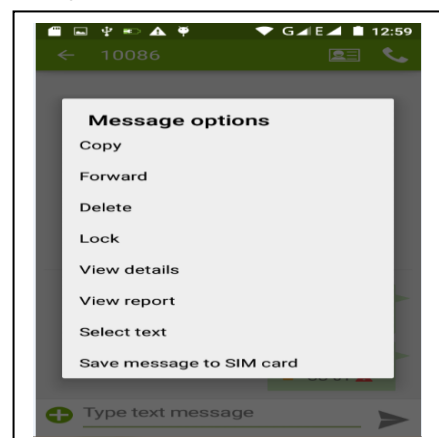 G E 12:59
10086
Message options
Copy
Forward
Delete
Lock
View details
View report
Select text
Save message to SIM card
Type text message